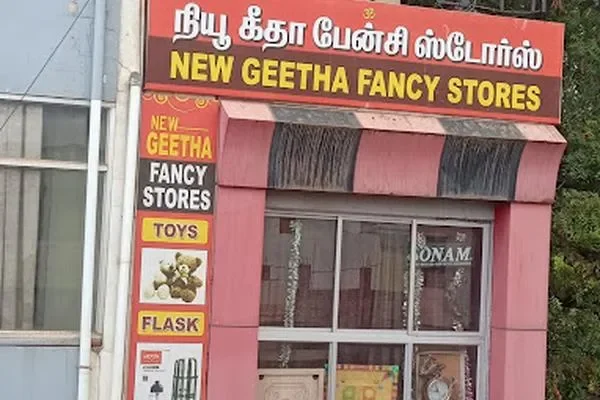 ॐ
நியூ கீதா பேன்சி ஸ்டோர்ஸ்
NEW GEETHA FANCY STORES
NEW
GEETHA
FANCY
STORES
TOYS
FLASK
SONAM